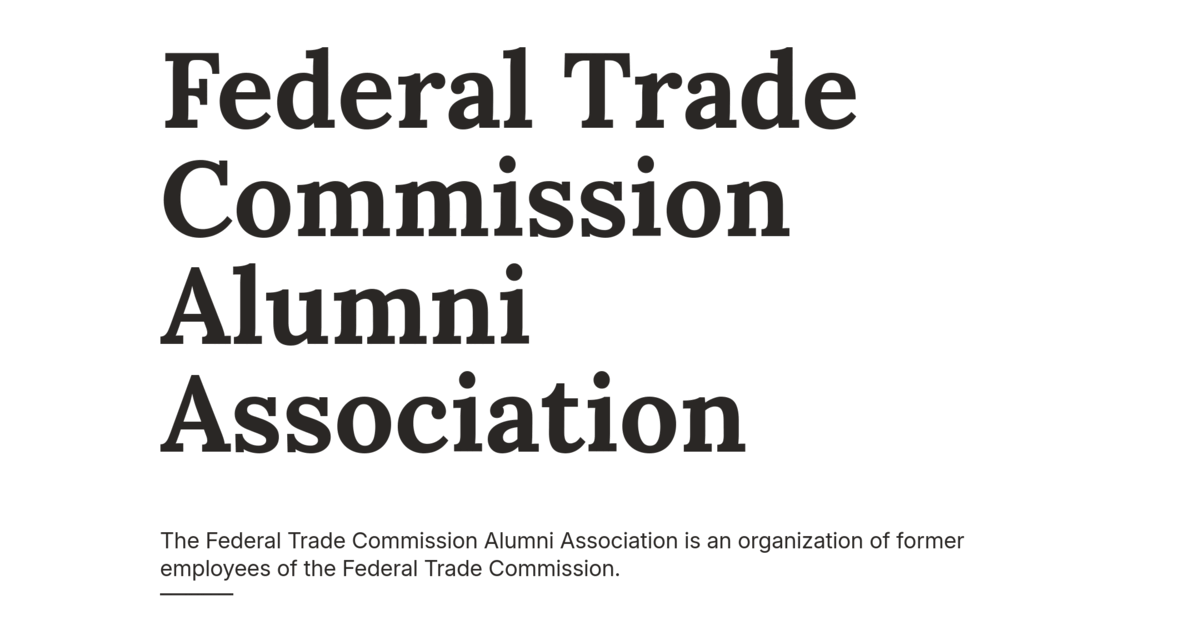 Federal Trade
Commission
Alumni
Association
The Federal Trade Commission Alumni Association is an organization of former
employees of the Federal Trade Commission.